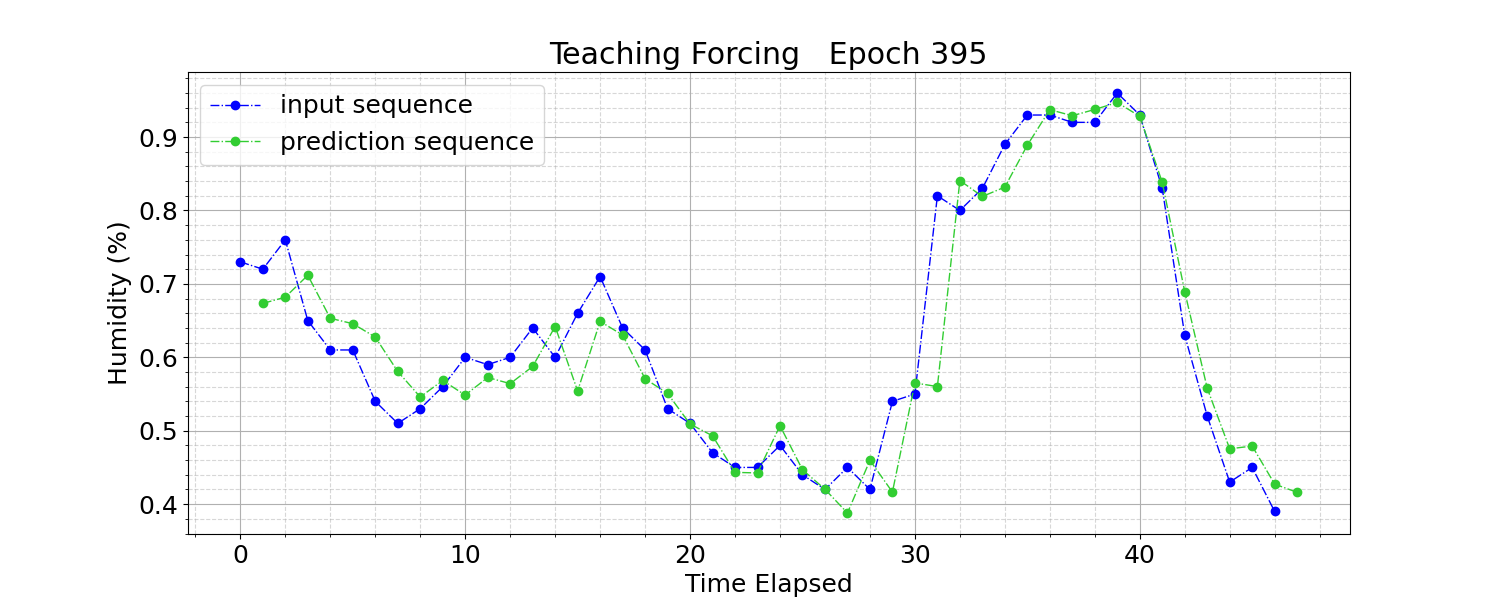 Teaching Forcing   Epoch 395
input sequence
prediction sequence
Humidity (%)
0.9
0.8
0.7
0.6
0.5
0.4
0 10 20 30 40
Time Elapsed